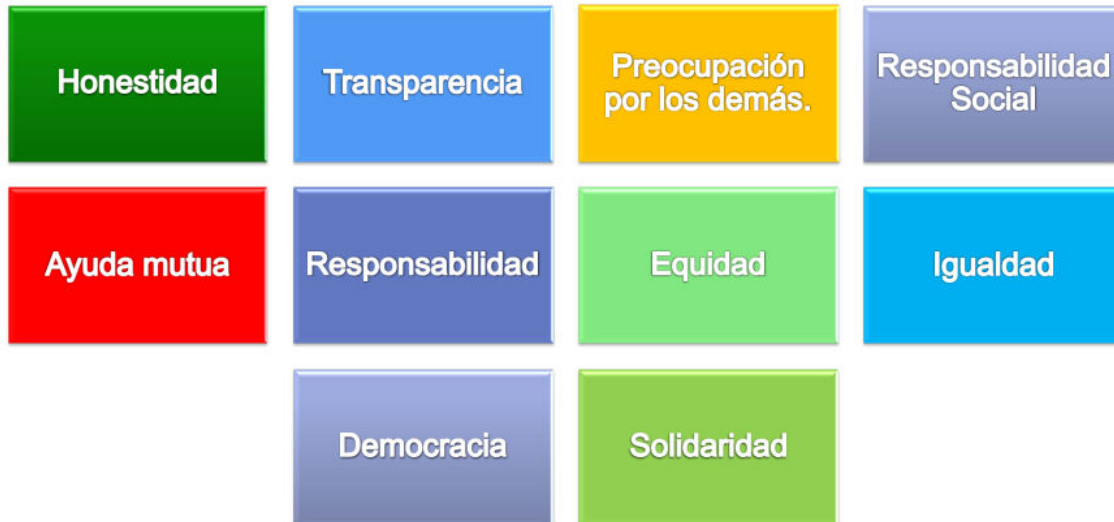 Honestidad
Transparencia
Preocupación
por los demás.
Responsabilidad
Social
Ayuda mutua
Responsabilidad
Equidad
Igualdad
Democracia
Solidaridad